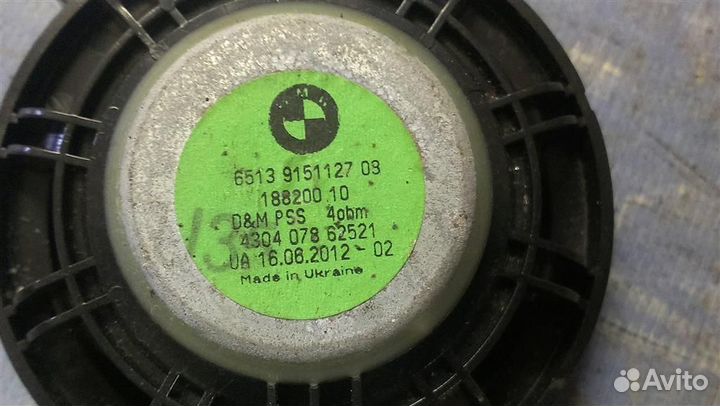 BMW
6513 9151127 03
188200 10
D&M PSS 4ohm
4304 078 62521
UA 16.06.2012 - 02
Made in Ukraine
Avito